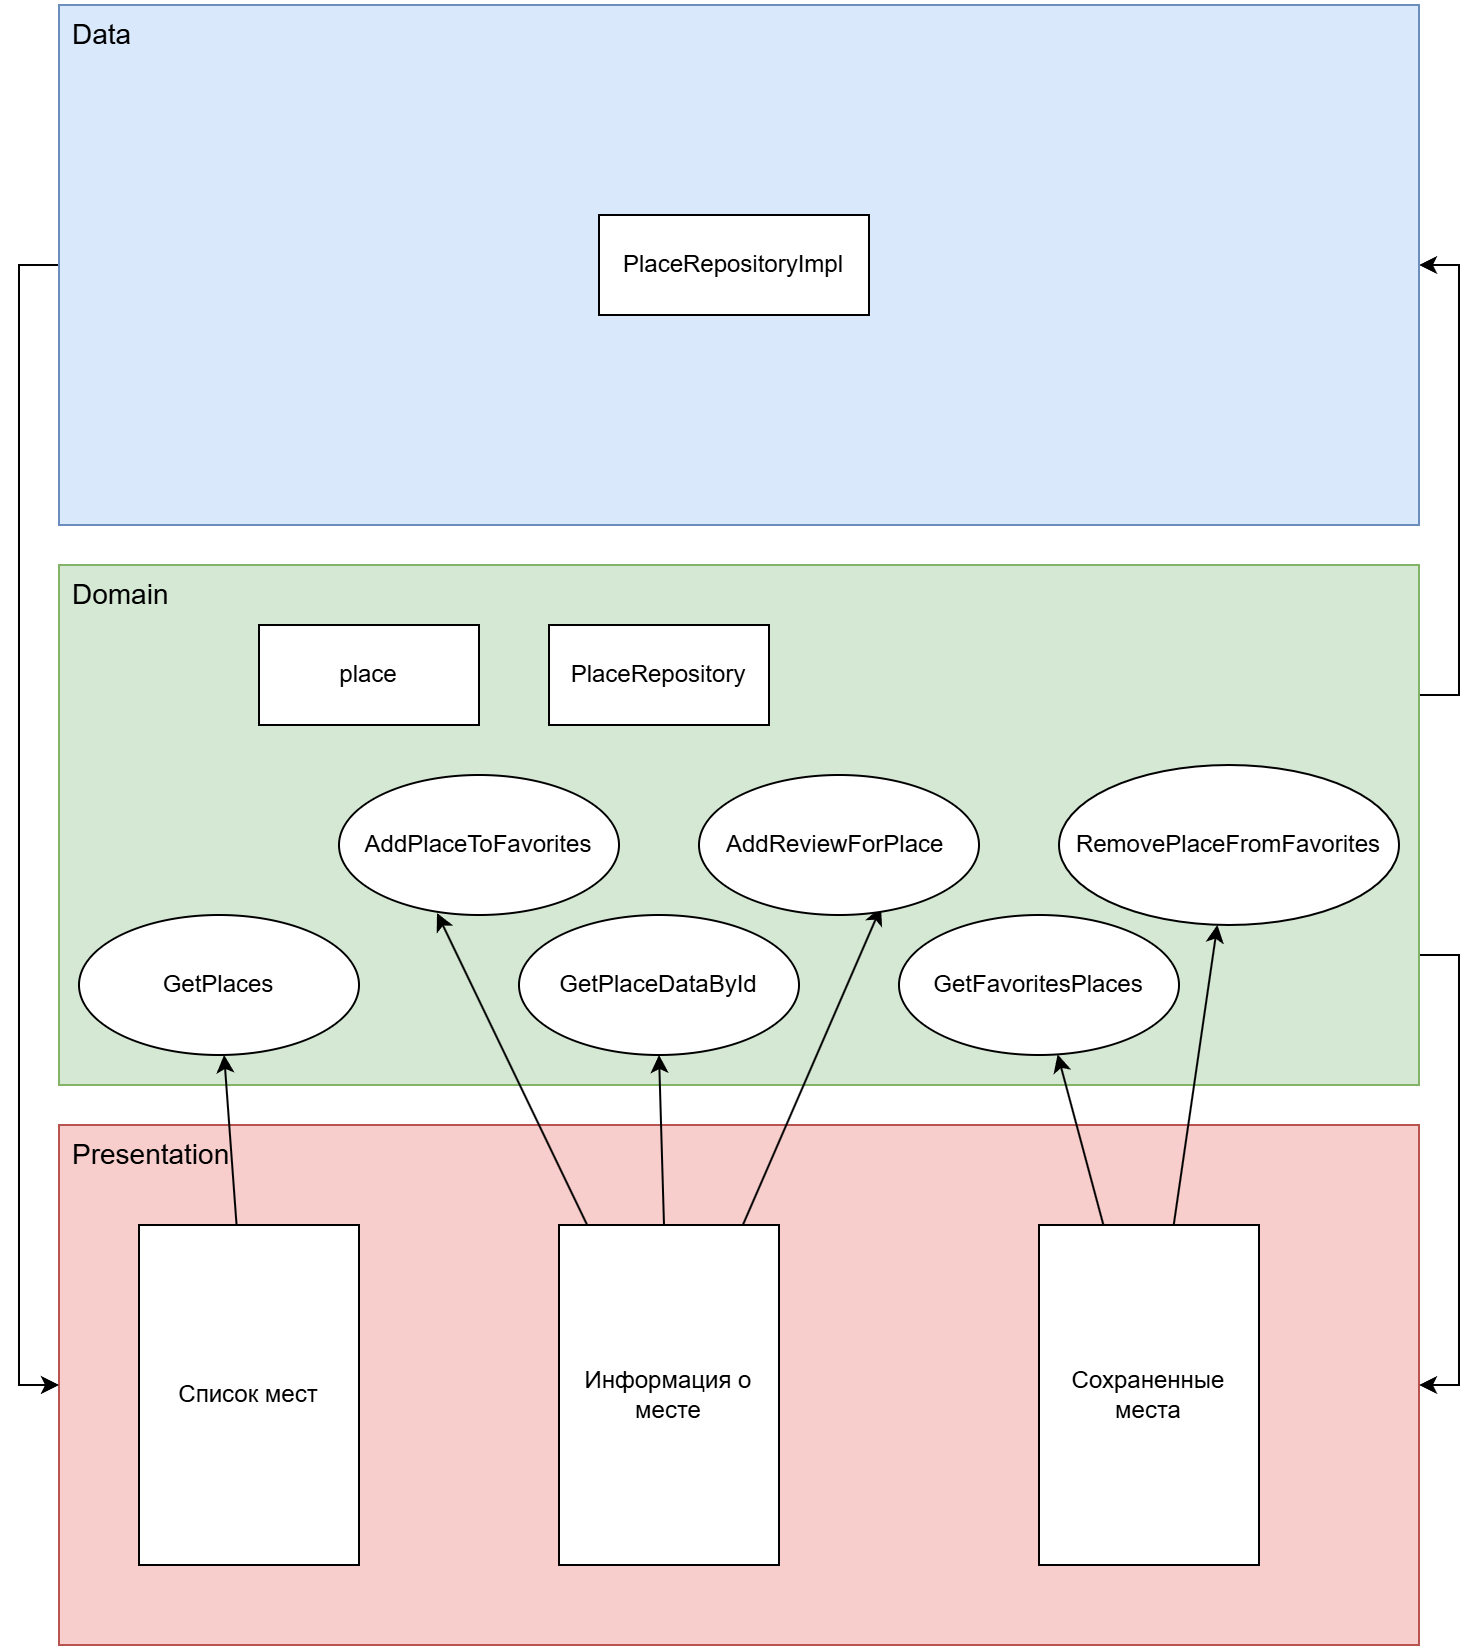 Data
PlaceRepositoryImpl
Domain
place
PlaceRepository
AddPlaceToFavorites
AddReviewForPlace
RemovePlaceFromFavorites
GetPlaces
GetPlaceDataById
GetFavoritesPlaces
Presentation
Список мест
Информация о
месте
Сохраненные
места